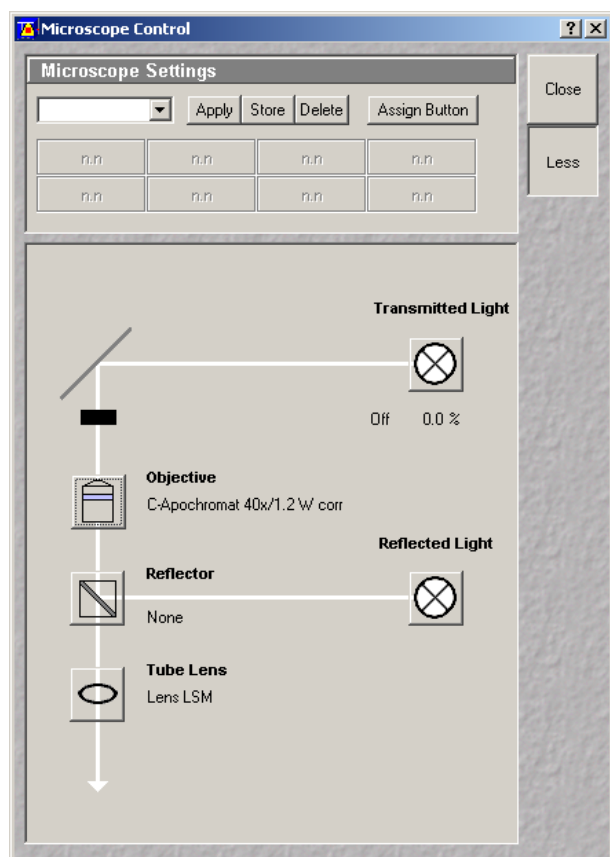 Microscope Control
Microscope Settings
Close
Apply Store Delete Assign Button
n.n n.n n.n n.n
Less
n.n n.n n.n n.n
Transmitted Light
Off 0.0 %
Objective
C-Apochromat 40x/1.2 W corr
Reflected Light
Reflector
None
Tube Lens
Lens LSM